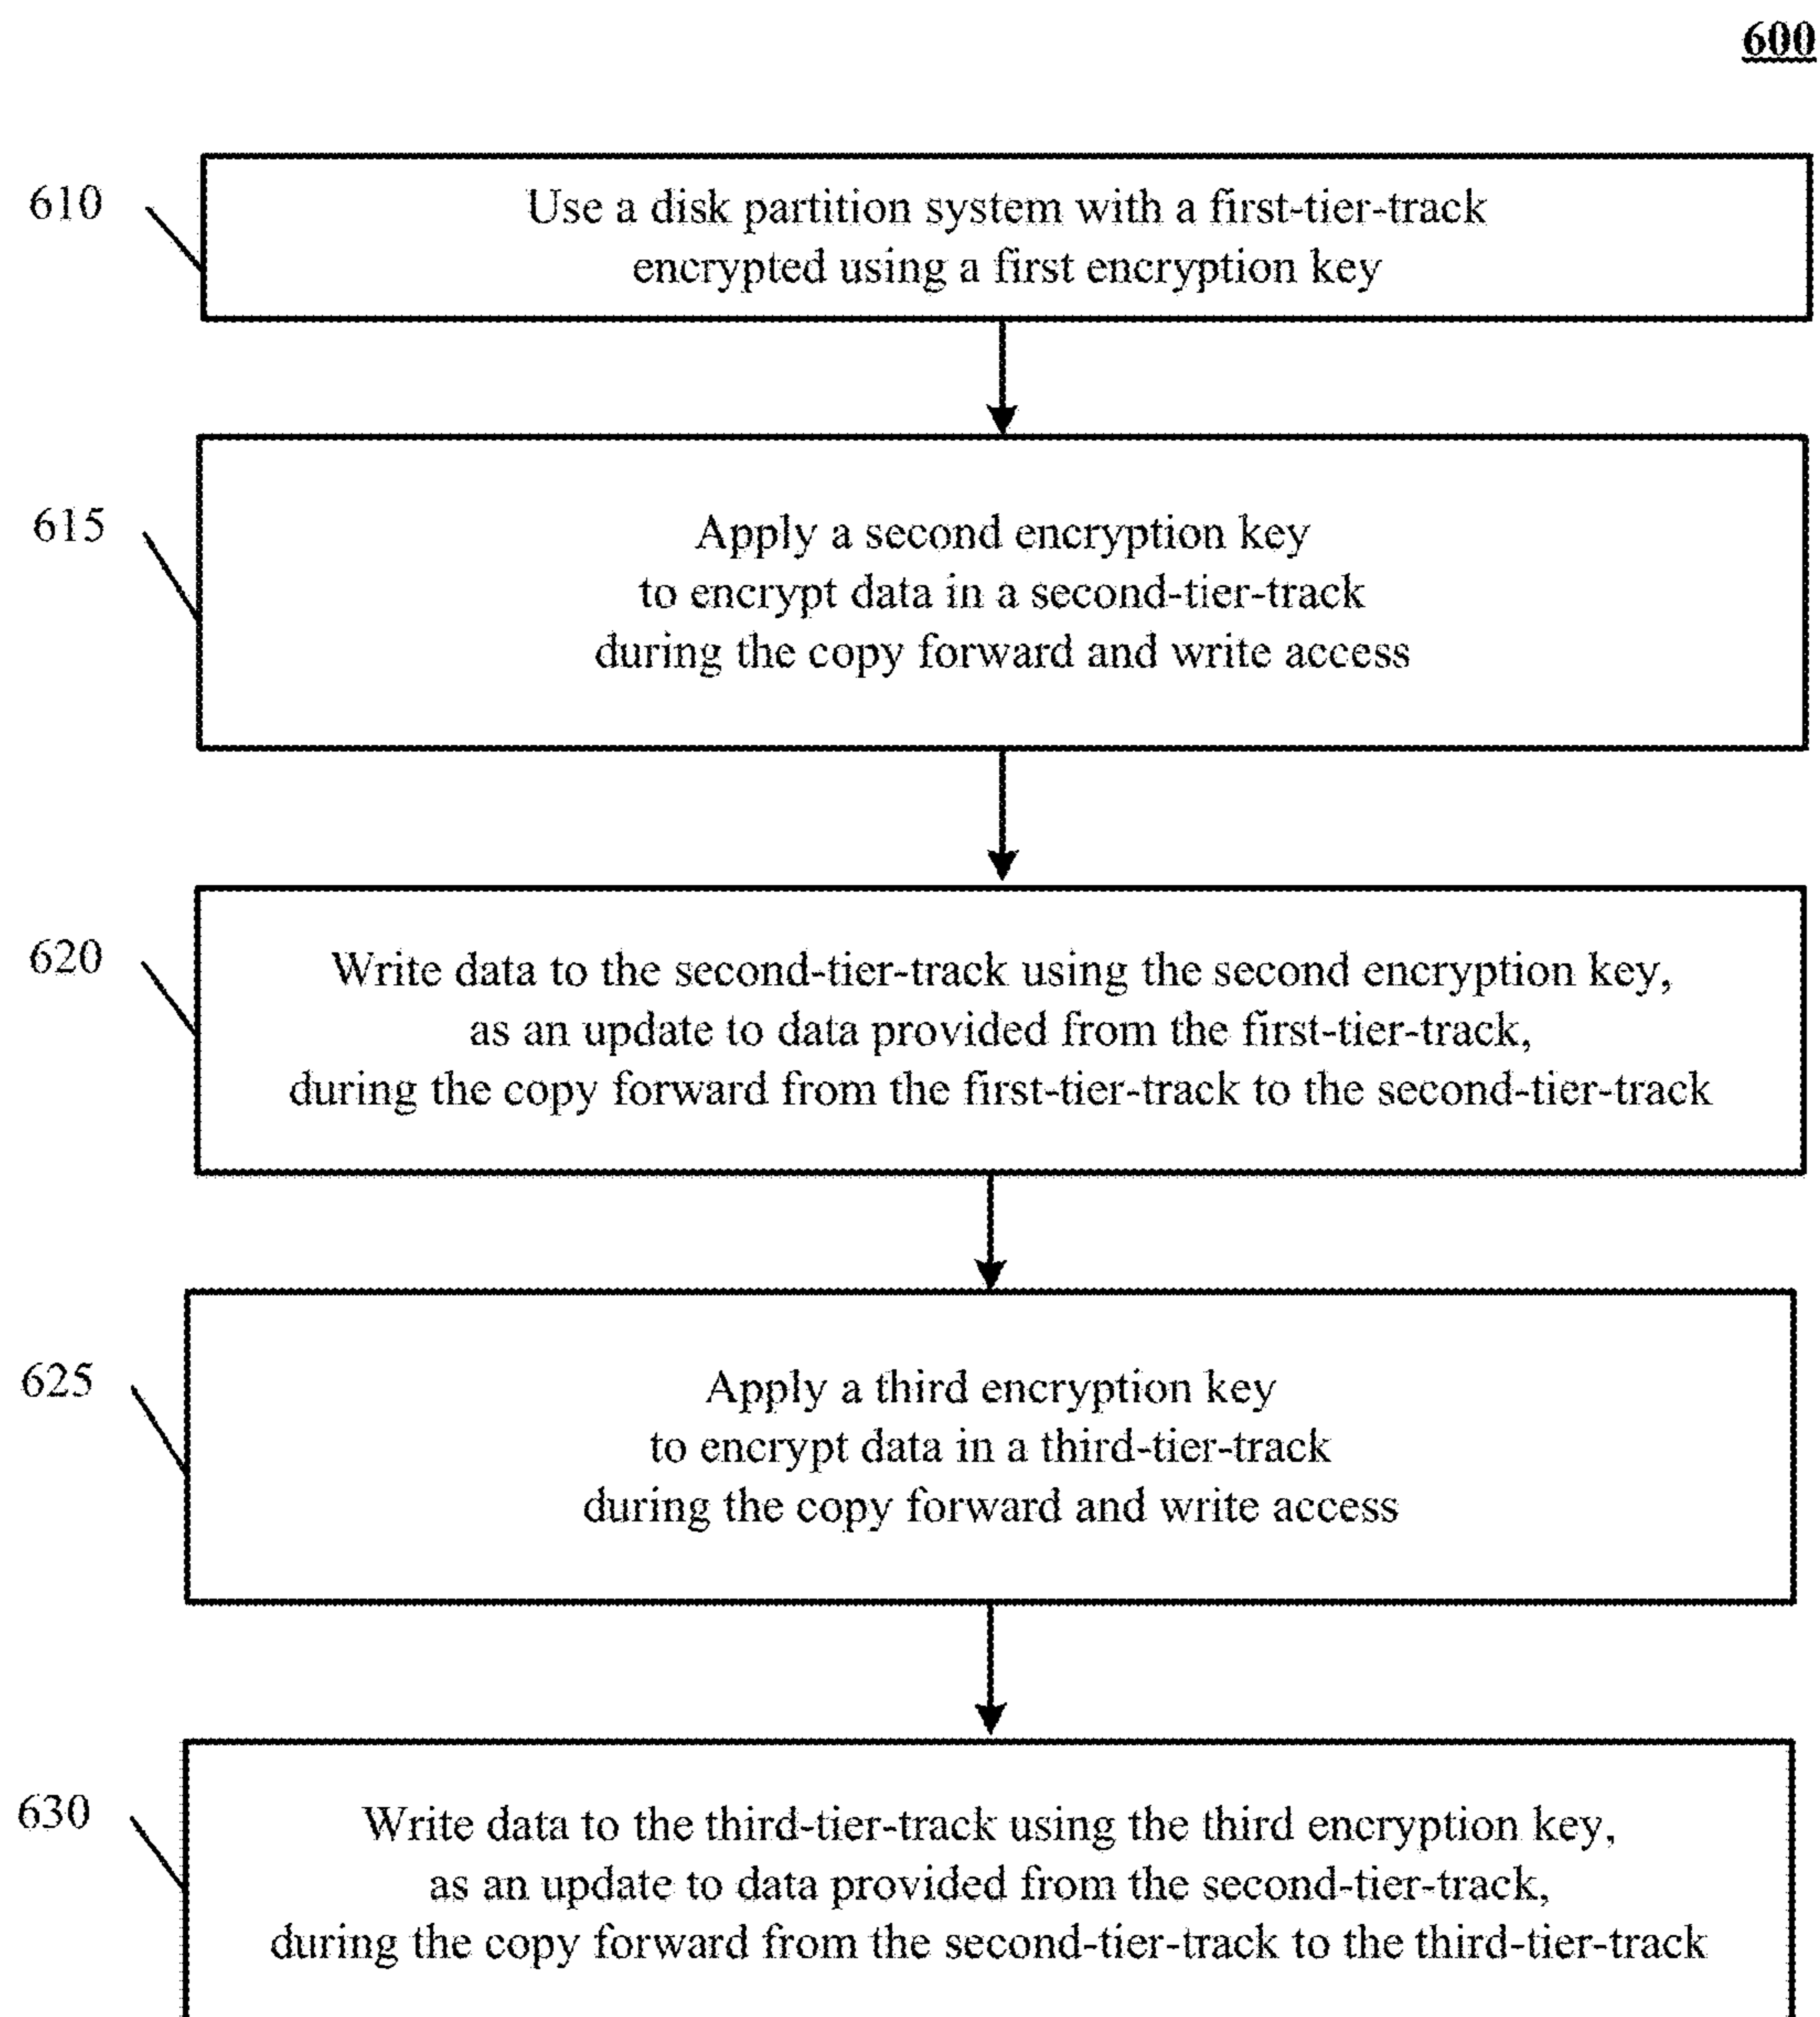 600
610
Use a disk partition system with a first-tier-track
encrypted using a first encryption key
615
Apply a second encryption key
to encrypt data in a second-tier-track
during the copy forward and write access
620
Write data to the second-tier-track using the second encryption key,
as an update to data provided from the first-tier-track,
during the copy forward from the first-tier-track to the second-tier-track
625
Apply a third encryption key
to encrypt data in a third-tier-track
during the copy forward and write access
630
Write data to the third-tier-track using the third encryption key,
as an update to data provided from the second-tier-track,
during the copy forward from the second-tier-track to the third-tier-track